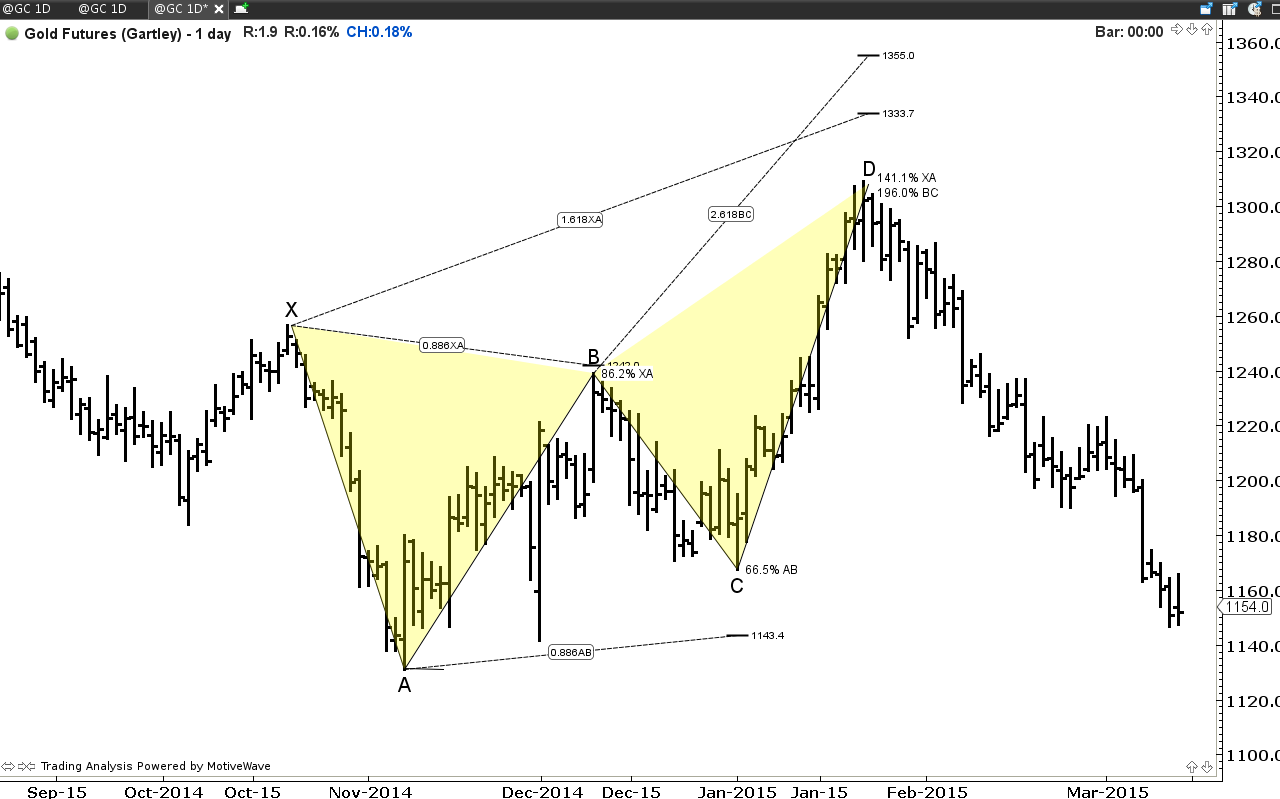 @GC 1D @GC 1D @GC 1D*
Gold Futures (Gartley) - 1 day R:1.9 R:0.16% CH:0.18% Bar: 00:00
1360.0
1355.0
1340.0
1333.7
1320.0
D
141.1% XA
196.0% BC
1300.0
2.618BC
1.618XA
1280.0
X
1260.0
0.886XA
B
1242.0
86.2% XA
1240.0
1220.0
1200.0
1180.0
66.5% AB
C
1160.0
1154.0
1143.4
1140.0
0.886AB
A
1120.0
1100.0
Trading Analysis Powered by MotiveWave
Sep-15 Oct-2014 Oct-15 Nov-2014 Dec-2014 Dec-15 Jan-2015 Jan-15 Feb-2015 Mar-2015